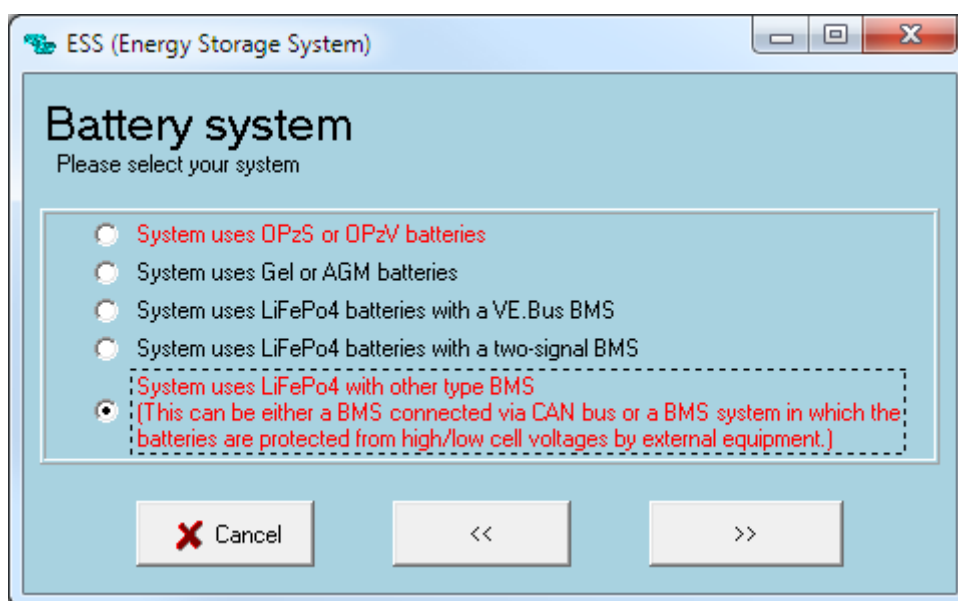 ESS (Energy Storage System)
Battery system
Please select your system
System uses OPzS or OPzV batteries
System uses Gel or AGM batteries
System uses LiFePo4 batteries with a VE.Bus BMS
System uses LiFePo4 batteries with a two-signal BMS
System uses LiFePo4 with other type BMS
(This can be either a BMS connected via CAN bus or a BMS system in which the
batteries are protected from high/low cell voltages by external equipment.)
Cancel << >>